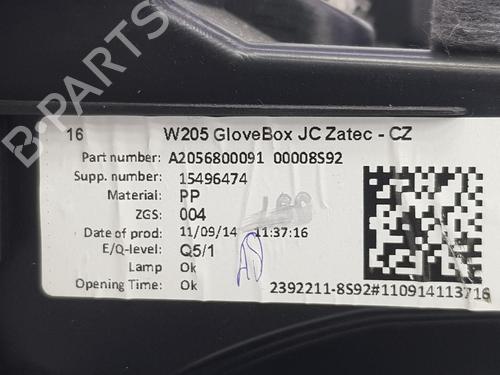 16 W205 GloveBox JC Zatec - CZ
Part number: A2056800091 00008S92
Supp. number: 15496474
Material: PP
ZGS: 004
Date of prod: 11/09/14 11:37:16
E/Q-level: Q5/1
Lamp Ok
Opening Time: Ok
2392211-8S92#110914113716